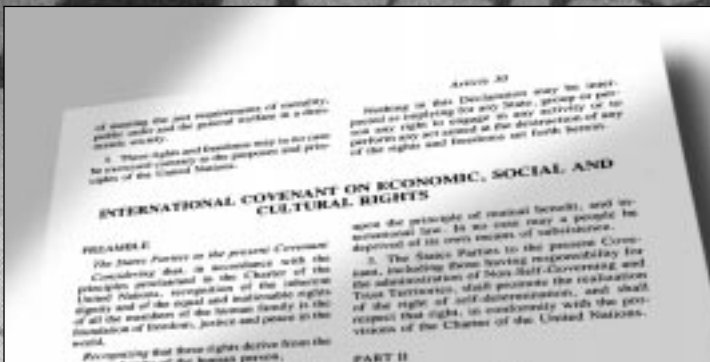 of meeting the just requirements of morality,
public order and the general welfare in a demo-
cratic society.
3. These rights and freedoms may in no case
be exercised contrary to the purposes and prin-
ciples of the United Nations.
Article 30
Nothing in this Declaration may be inter-
preted as implying for any State, group or per-
son any right to engage in any activity or to
perform any act aimed at the destruction of any
of the rights and freedoms set forth herein.
INTERNATIONAL COVENANT ON ECONOMIC, SOCIAL AND
CULTURAL RIGHTS
PREAMBLE
The States Parties to the present Covenant
Considering that, in accordance with the
principles proclaimed in the Charter of the
United Nations, recognition of the inherent
dignity and of the equal and inalienable rights
of all the members of the human family is the
foundation of freedom, justice and peace in the
world,
Recognizing that these rights derive from the
of the human person,
upon the principle of mutual benefit, and in-
ternational law. In no case may a people be
deprived of its own means of subsistence.
3. The States Parties to the present Cove-
nant, including those having responsibility for
the administration of Non-Self-Governing and
Trust Territories, shall promote the realization
of the right of self-determination, and shall
respect that right, in conformity with the pro-
visions of the Charter of the United Nations.
PART II